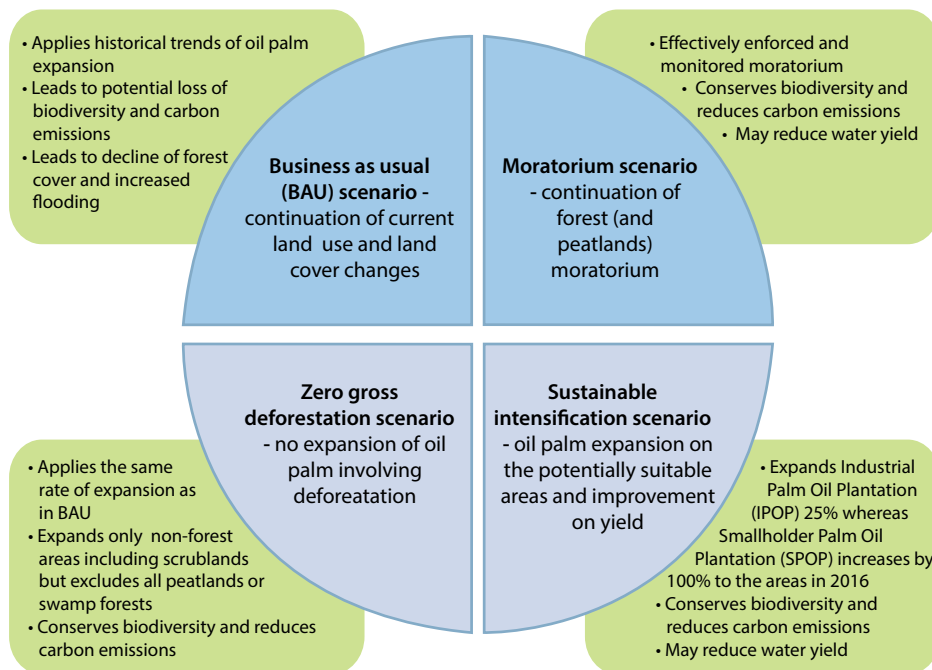 • Applies historical trends of oil palm
expansion
• Leads to potential loss of
biodiversity and carbon
emissions
• Leads to decline of forest
cover and increased
flooding
Business as usual
(BAU) scenario -
continuation of current
land use and land
cover changes
Moratorium scenario
- continuation of
forest (and
peatlands)
moratorium
• Effectively enforced and
monitored moratorium
• Conserves biodiversity and
reduces carbon emissions
• May reduce water yield
• Applies the same
rate of expansion as
in BAU
• Expands only non-forest
areas including scrublands
but excludes all peatlands or
swamp forests
• Conserves biodiversity and reduces
carbon emissions
Zero gross
deforestation scenario
- no expansion of oil
palm involving
deforeatation
Sustainable
intensification scenario
- oil palm expansion on
the potentially suitable
areas and improvement
on yield
• Expands Industrial
Palm Oil Plantation
(IPOP) 25% whereas
Smallholder Palm Oil
Plantation (SPOP) increases by
100% to the areas in 2016
• Conserves biodiversity and
reduces carbon emissions
• May reduce water yield